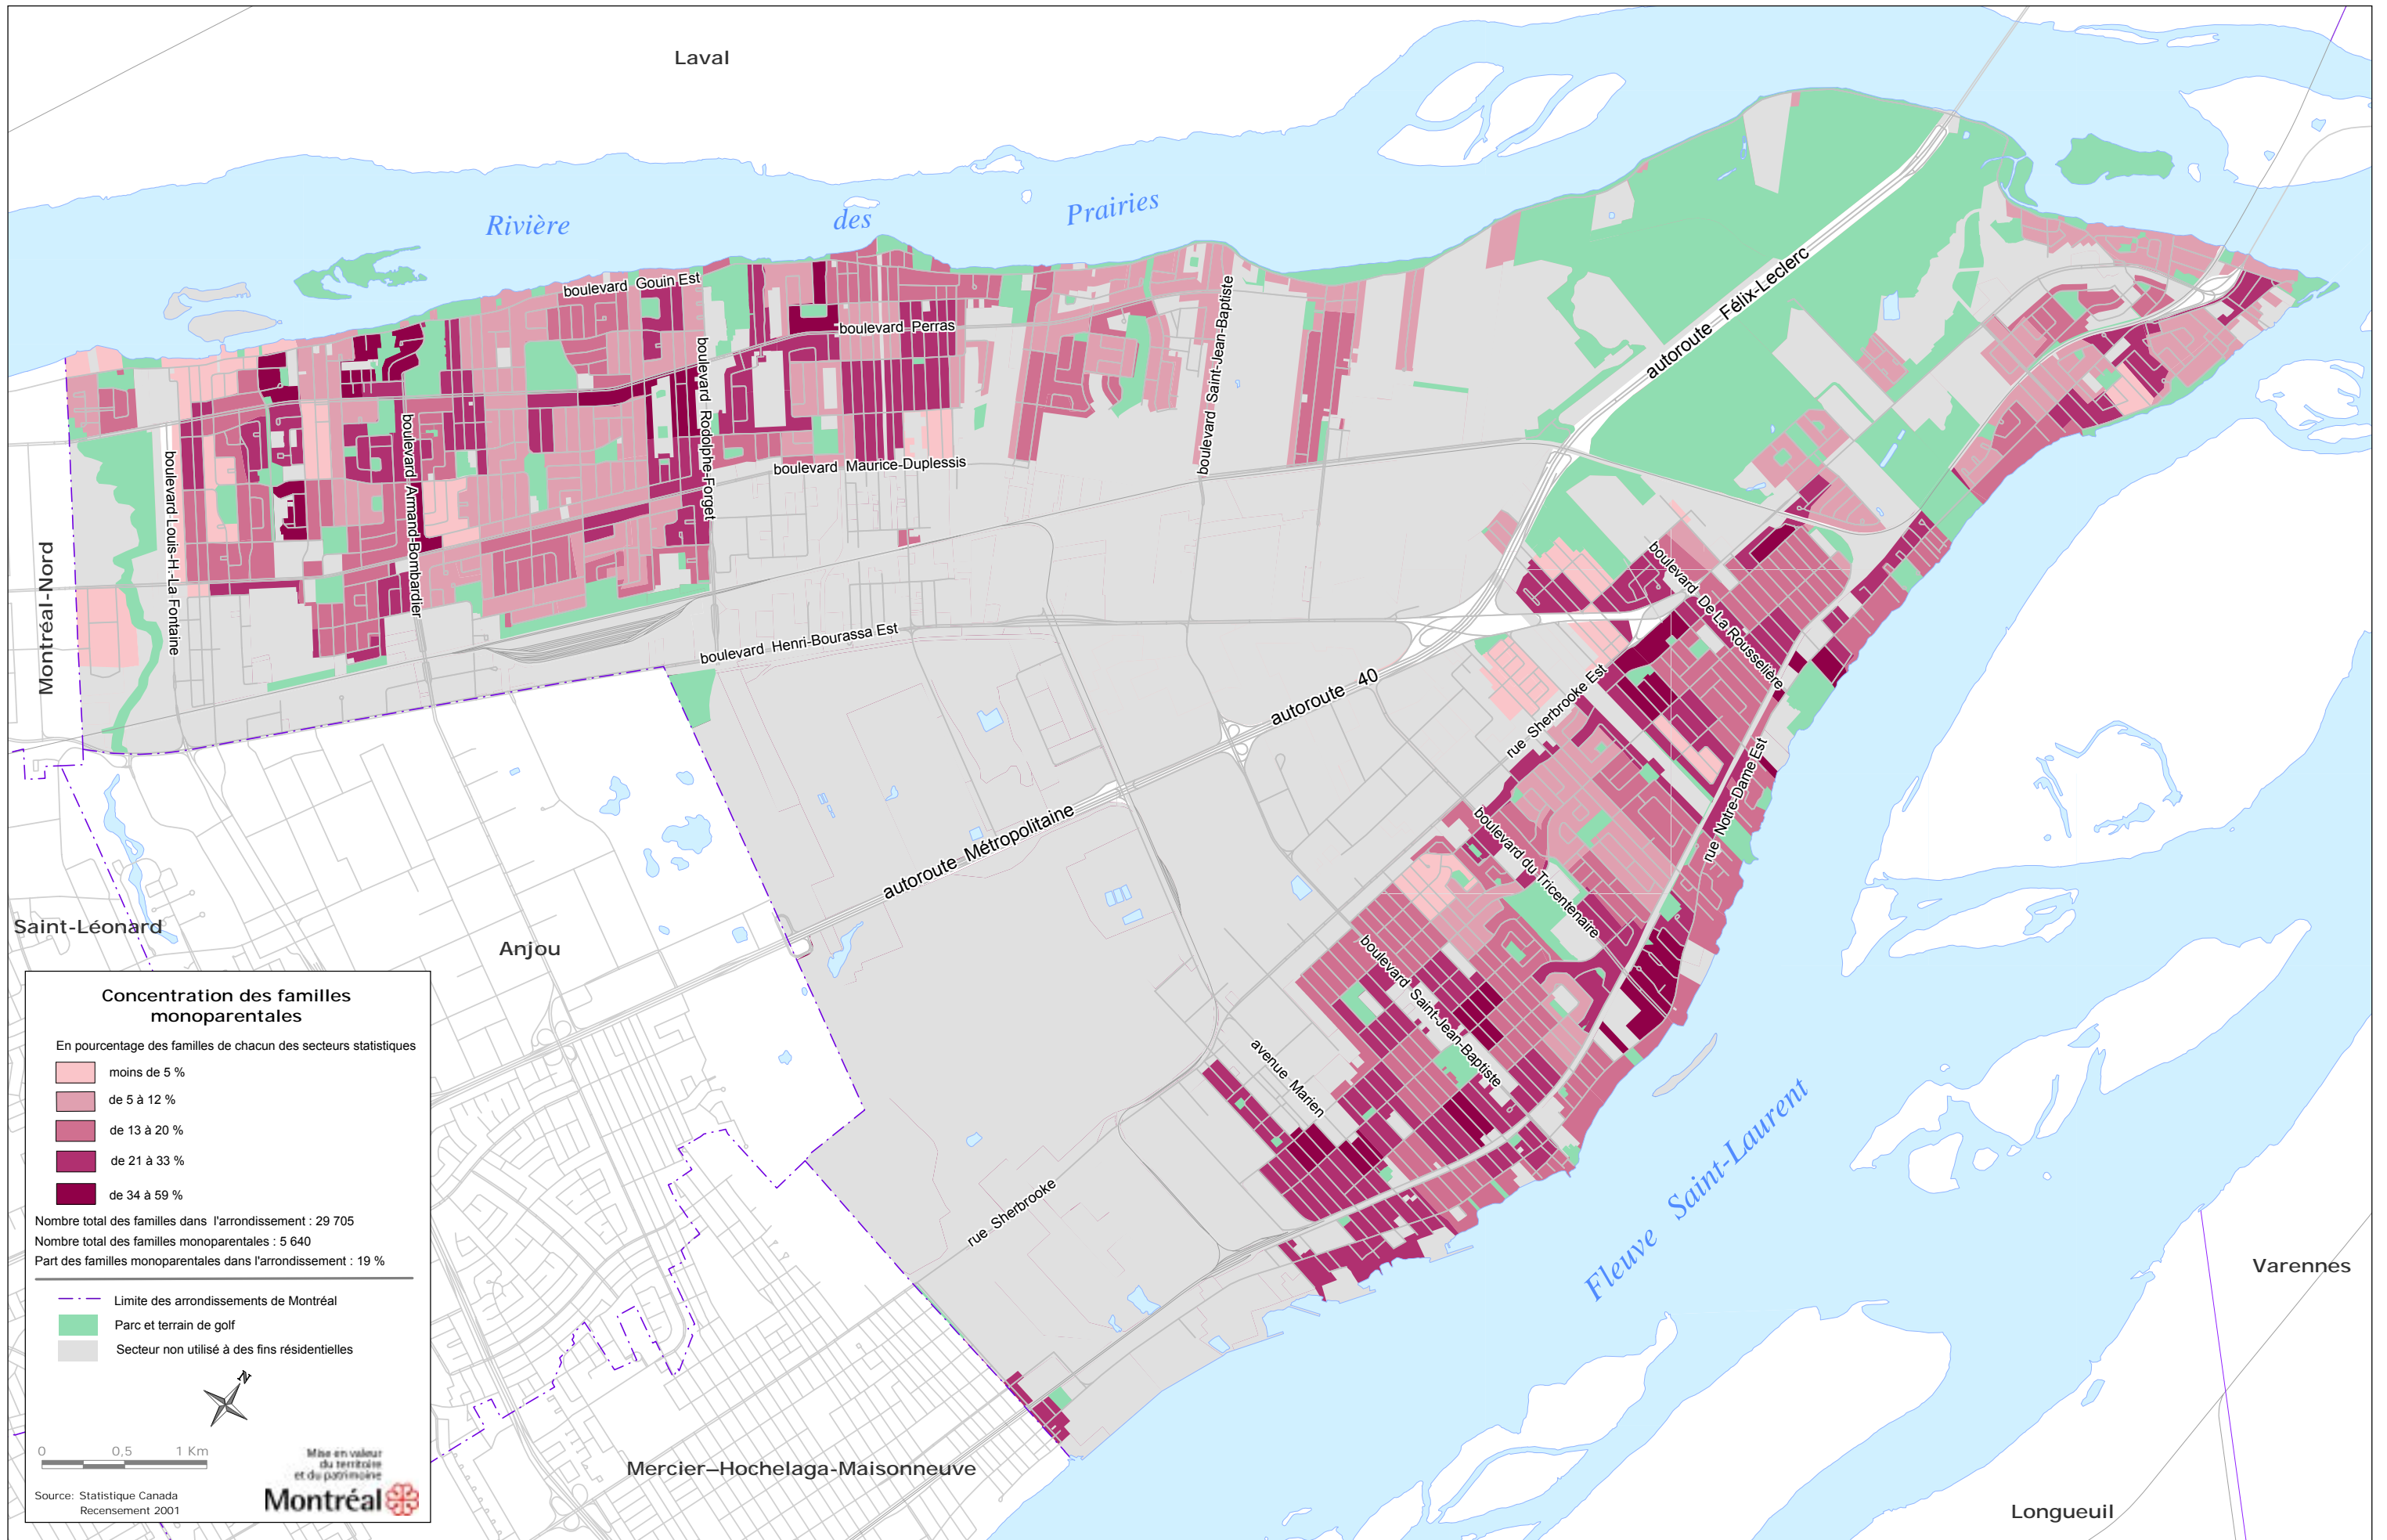 Laval
Rivière des Prairies
boulevard Gouin Est
boulevard Perras
boulevard Saint-Jean-Baptiste
autoroute Félix-Leclerc
boulevard Rodolphe-Forget
boulevard Maurice-Duplessis
boulevard Armand-Bombardier
boulevard Louis-H.-La Fontaine
Montréal-Nord
boulevard Henri-Bourassa Est
boulevard De La Rousselière
autoroute 40
rue Sherbrooke Est
rue Notre-Dame Est
autoroute Métropolitaine
boulevard du Tricentenaire
boulevard Saint-Jean-Baptiste
avenue Marien
rue Sherbrooke
Saint-Léonard
Anjou
Fleuve Saint-Laurent
Varennes
Mercier–Hochelaga-Maisonneuve
Longueuil
Concentration des familles
monoparentales
En pourcentage des familles de chacun des secteurs statistiques
moins de 5 %
de 5 à 12 %
de 13 à 20 %
de 21 à 33 %
de 34 à 59 %
Nombre total des familles dans l'arrondissement : 29 705
Nombre total des familles monoparentales : 5 640
Part des familles monoparentales dans l'arrondissement : 19 %
Limite des arrondissements de Montréal
Parc et terrain de golf
Secteur non utilisé à des fins résidentielles
N
0 0,5 1 Km
Mise en valeur
du territoire
et du patrimoine
Montréal
Source: Statistique Canada
Recensement 2001